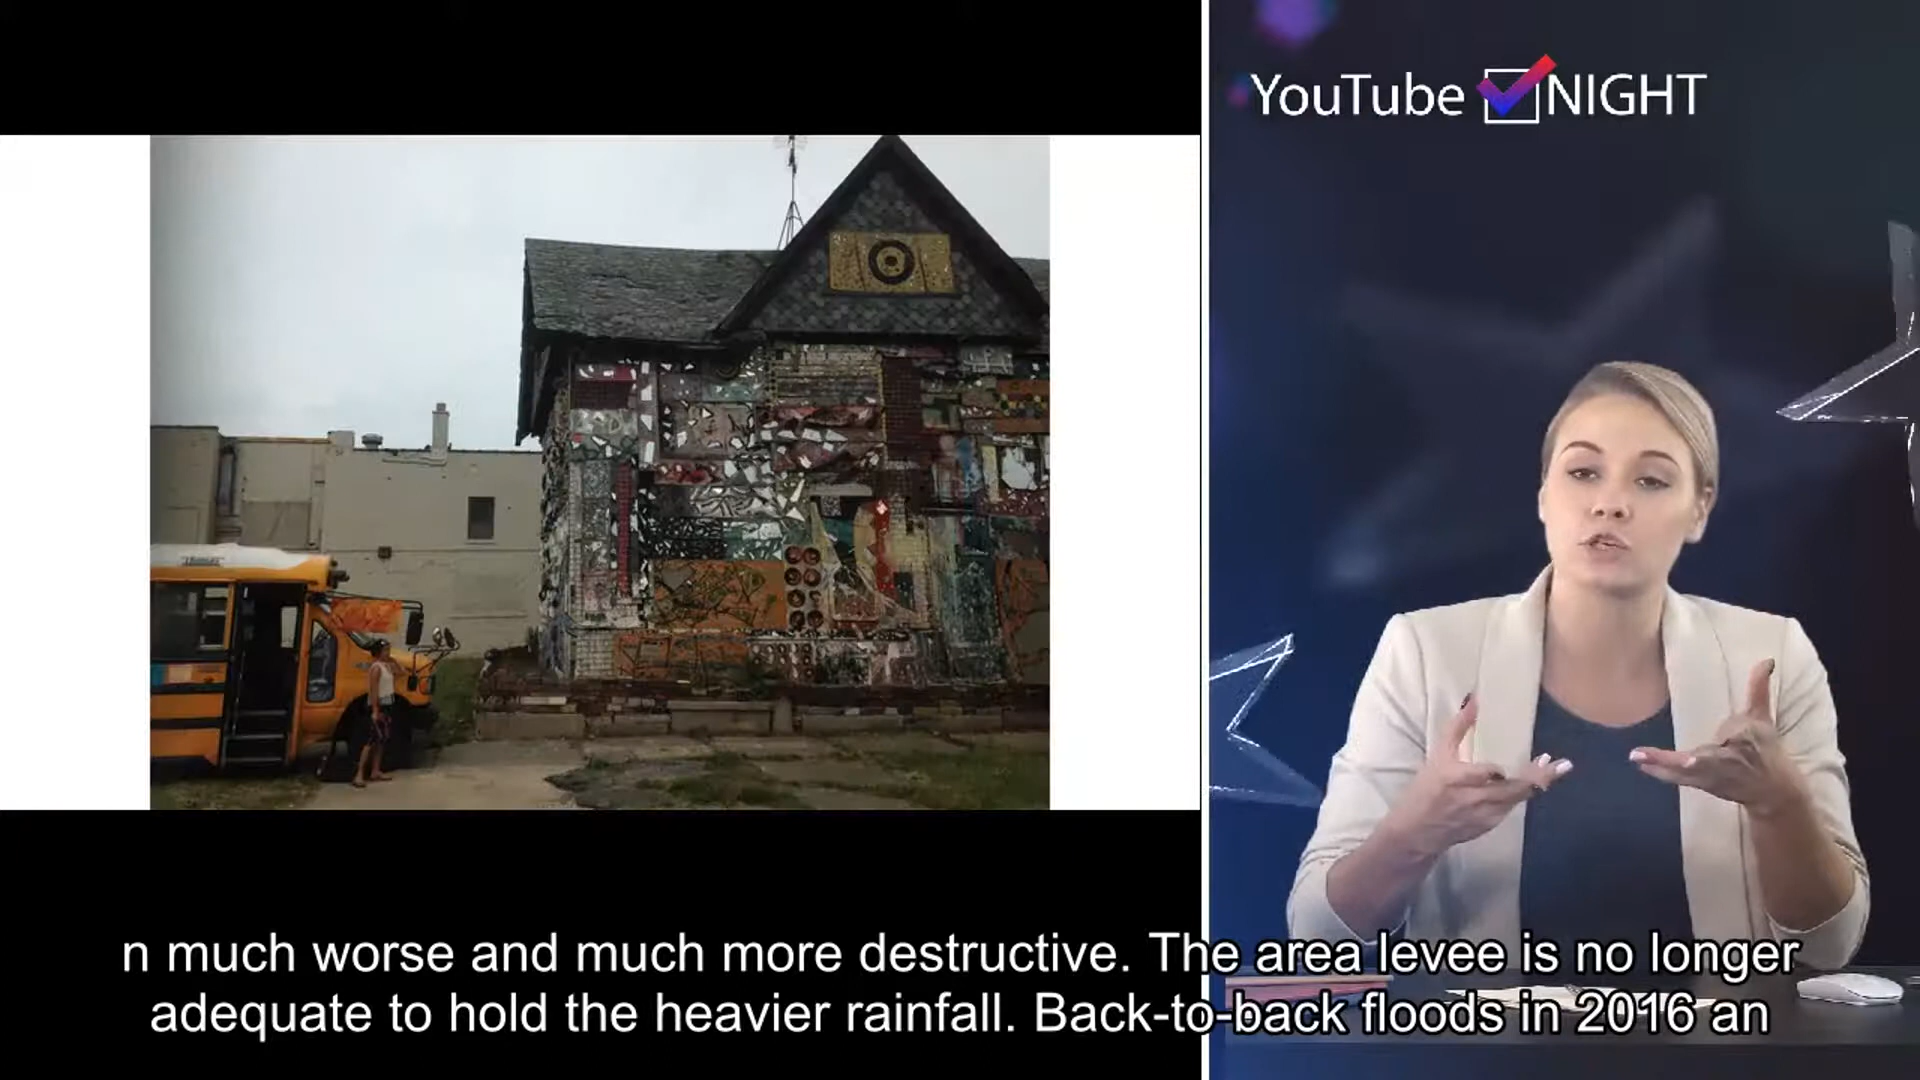 YouTube NIGHT
n much worse and much more destructive. The area levee is no longer
adequate to hold the heavier rainfall. Back-to-back floods in 2016 an